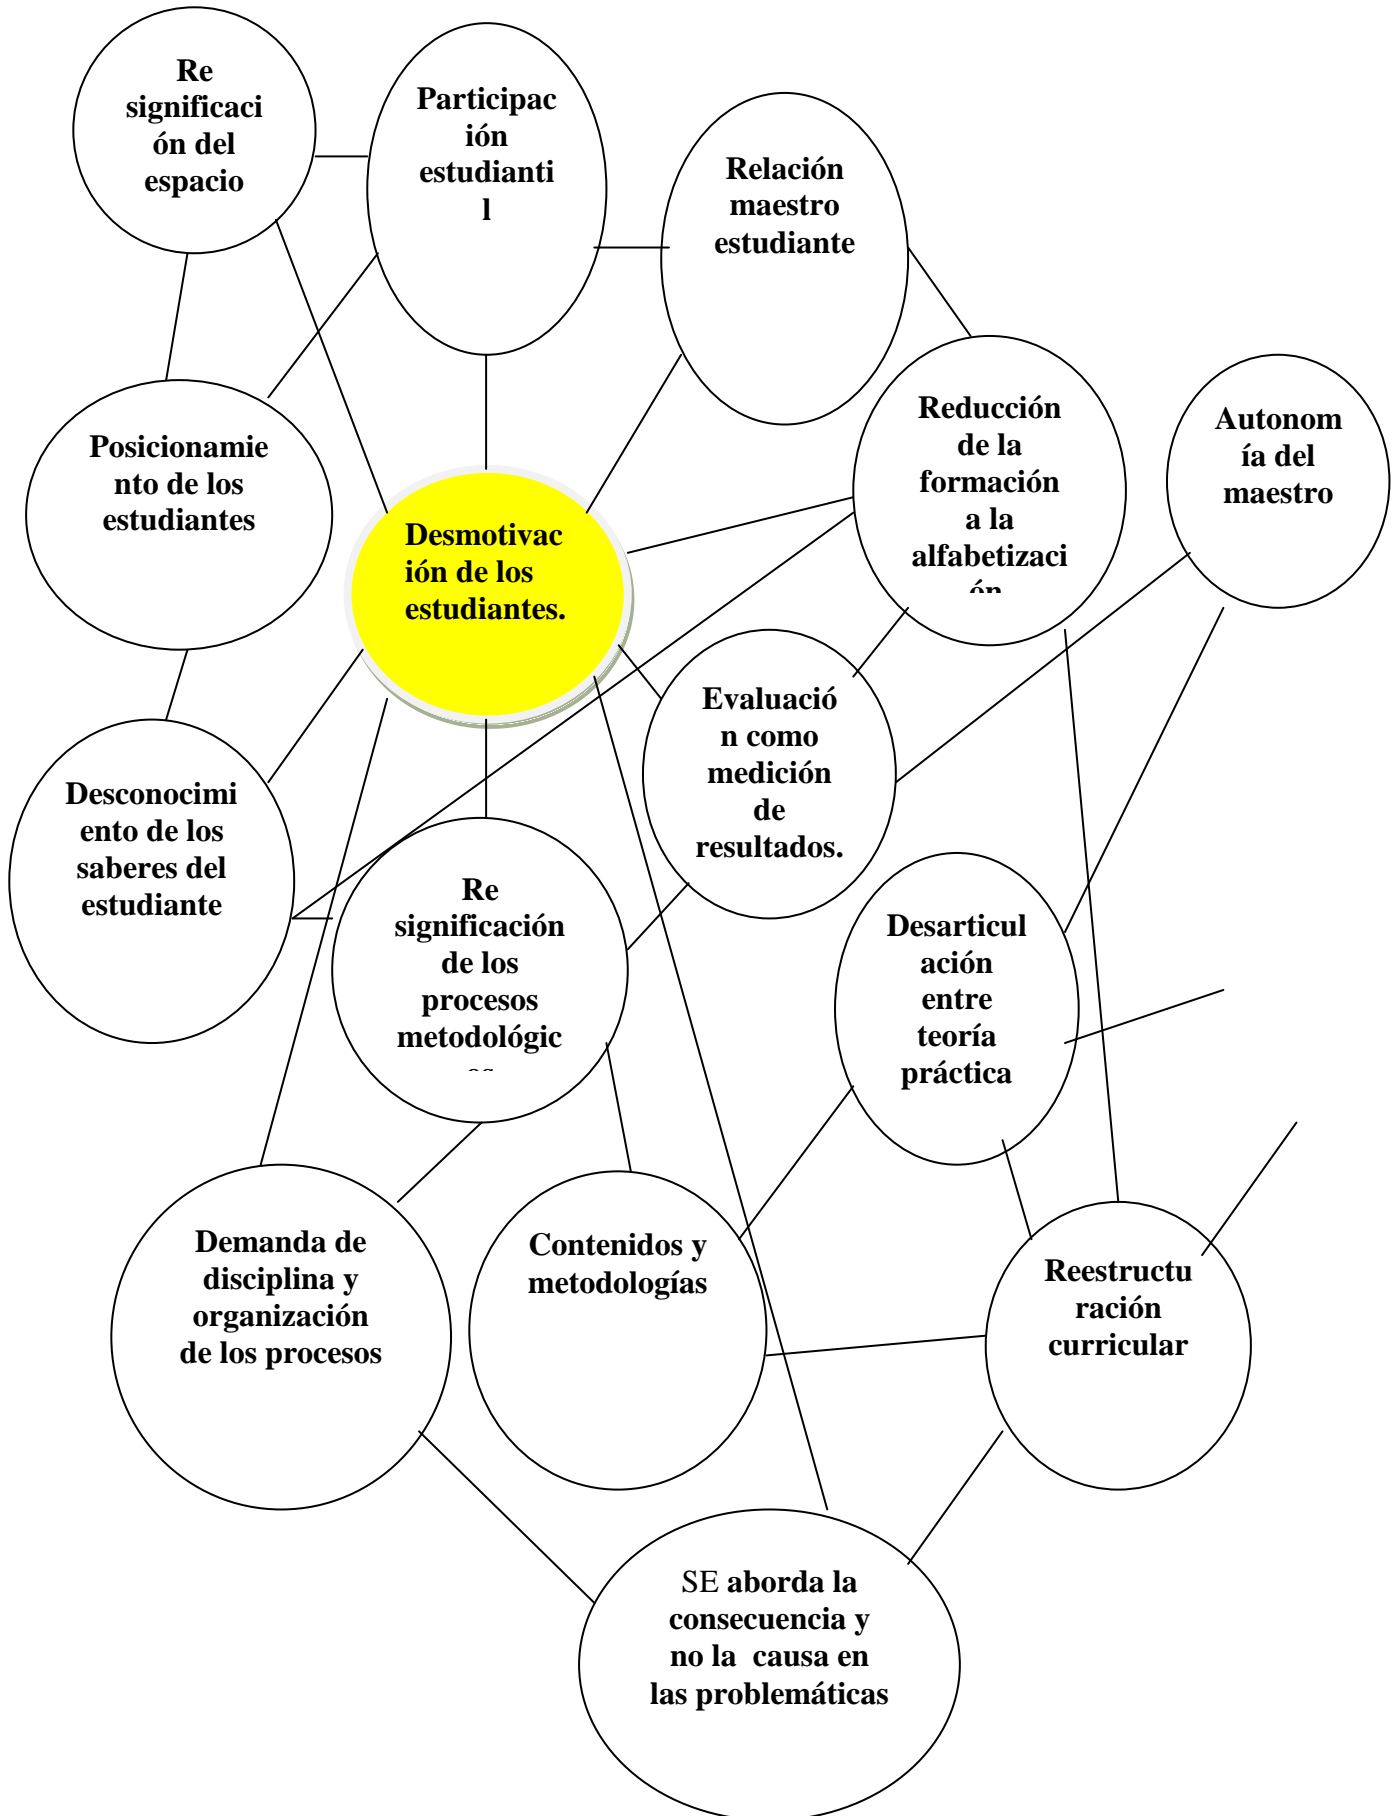 Re
significaci
ón del
espacio
Participac
ión
estudianti
l
Relación
maestro
estudiante
Reducción
de la
formación
a la
alfabetizaci
ón
Autonom
ía del
maestro
Posicionamie
nto de los
estudiantes
Desmotivac
ión de los
estudiantes.
Evaluació
n como
medición
de
resultados.
Desconocimi
ento de los
saberes del
estudiante
Re
significación
de los
procesos
metodológic
os
Desarticul
ación
entre
teoría
práctica
Demanda de
disciplina y
organización
de los procesos
Contenidos y
metodologías
Reestructu
ración
curricular
SE aborda la
consecuencia y
no la causa en
las problemáticas